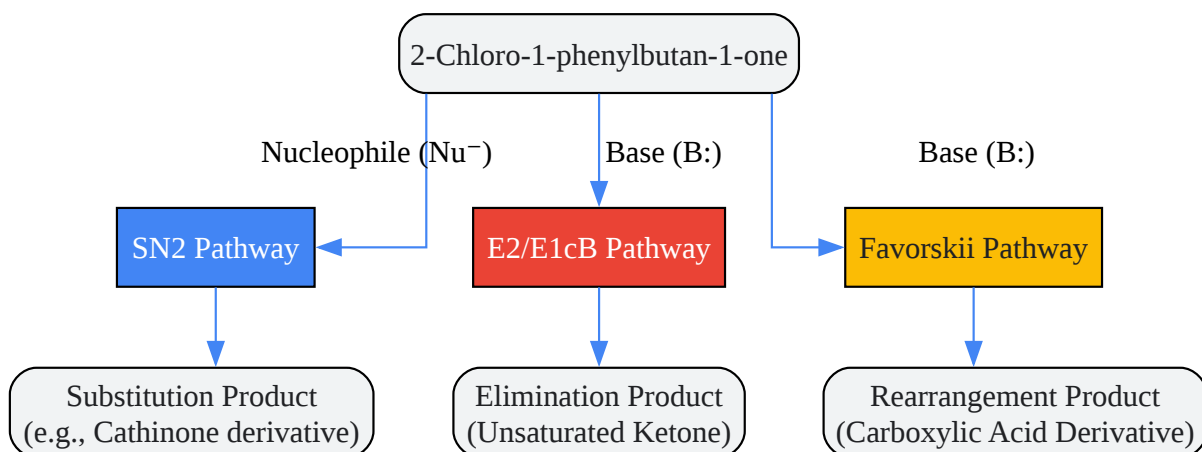 2-Chloro-1-phenylbutan-1-one
Nucleophile (Nu⁻)
Base (B:)
Base (B:)
SN2 Pathway
E2/E1cB Pathway
Favorskii Pathway
Substitution Product
(e.g., Cathinone derivative)
Elimination Product
(Unsaturated Ketone)
Rearrangement Product
(Carboxylic Acid Derivative)